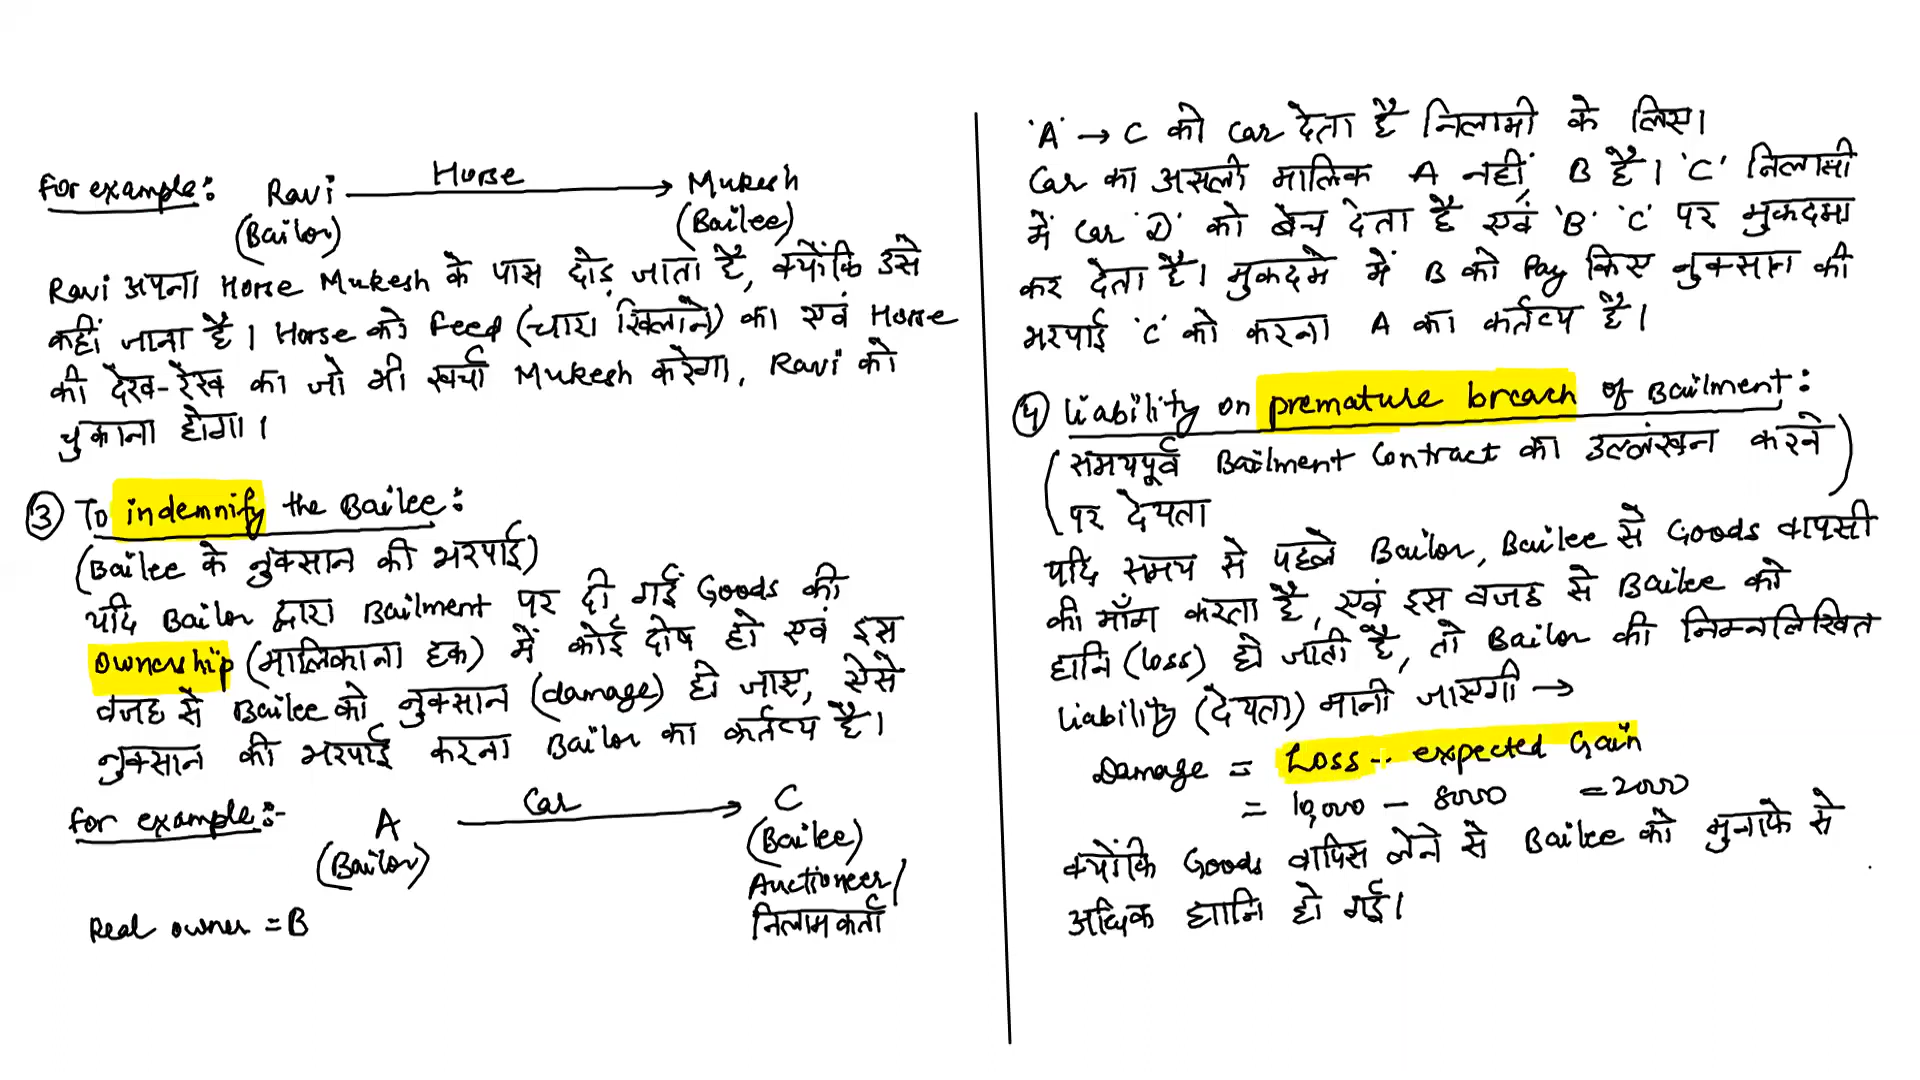 For example: Ravi Horse Mukesh
(Bailor) (Bailee)
Ravi अपना Horse Mukesh के पास छोड़ जाता है, क्योंकि उसे
कहीं जाना है। Horse को Feed (चारा खिलाने) का एवं Horse
की देख-रेख का जो भी खर्चा Mukesh करेगा, Ravi को
चुकाना होगा।
③ To indemnify the Bailee:
(Bailee के नुकसान की भरपाई)
यदि Bailor द्वारा Bailment पर दी गई Goods की
ownership (मालिकाना हक) में कोई दोष हो एवं इस
वजह से Bailee को नुकसान (damage) हो जाए, ऐसे
नुकसान की भरपाई करना Bailor का कर्तव्य है।
For example:- A Car C
(Bailor) (Bailee)
Auctioneer/
Real owner = B निलामकर्ता
'A' → C को Car देता है निलामी के लिए।
Car का असली मालिक A नहीं, B है। 'C' निलामी
में Car 'D' को बेच देता है एवं 'B' 'C' पर मुकदमा
कर देता है। मुकदमे में B को Pay किए नुकसान की
भरपाई 'C' को करना A का कर्तव्य है।
④ Liability on premature breach of Bailment:
(समयपूर्व Bailment Contract का उल्लंखन करने)
पर देयता
यदि समय से पहले Bailor, Bailee से Goods वापसी
की माँग करता है, एवं इस वजह से Bailee को
हानि (loss) हो जाती है, तो Bailor की निम्नलिखित
liability (देयता) मानी जाएगी →
Damage = Loss - expected Gain
= 10,000 - 8000 = 2000
क्योंकि Goods वापिस लेने से Bailee को मुनाफे से
अधिक हानि हो गई।